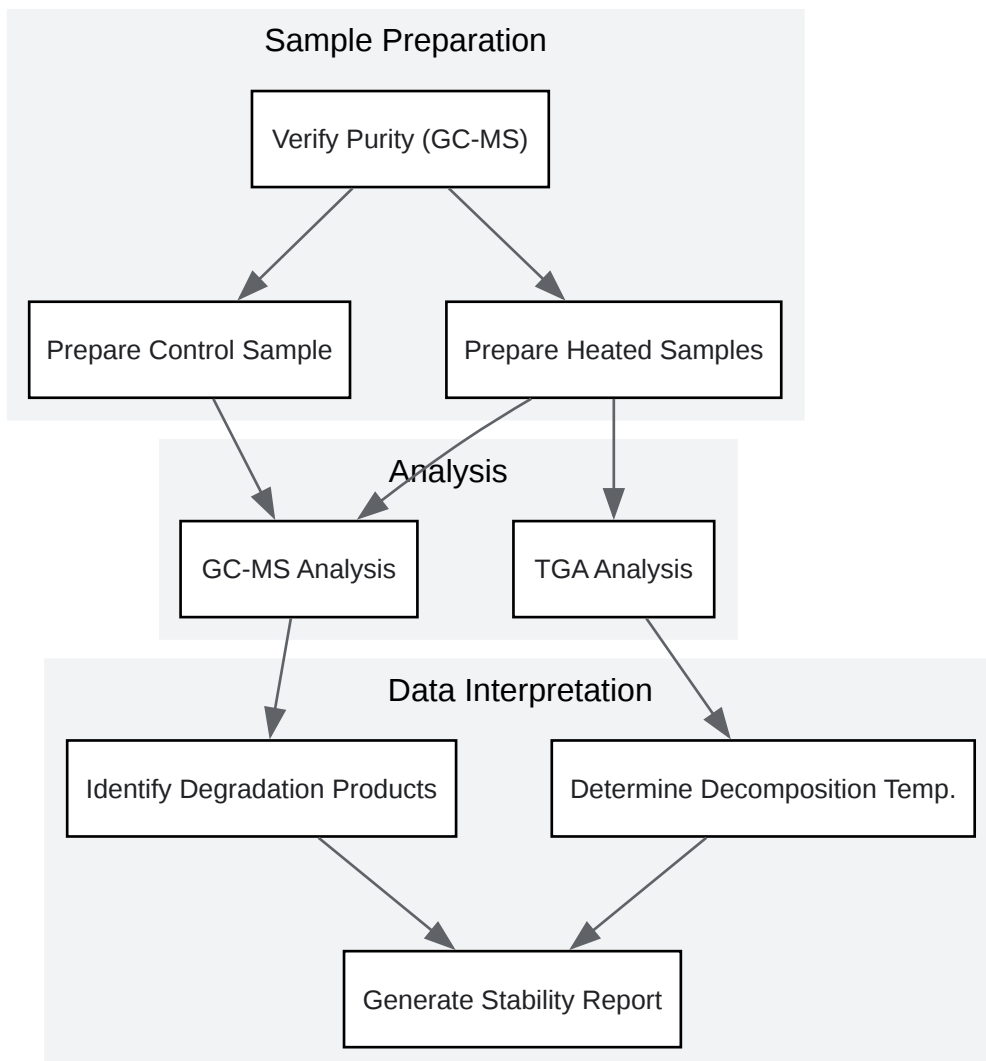 Sample Preparation
Verify Purity (GC-MS)
Prepare Control Sample
Prepare Heated Samples
Analysis
GC-MS Analysis
TGA Analysis
Data Interpretation
Identify Degradation Products
Determine Decomposition Temp.
Generate Stability Report